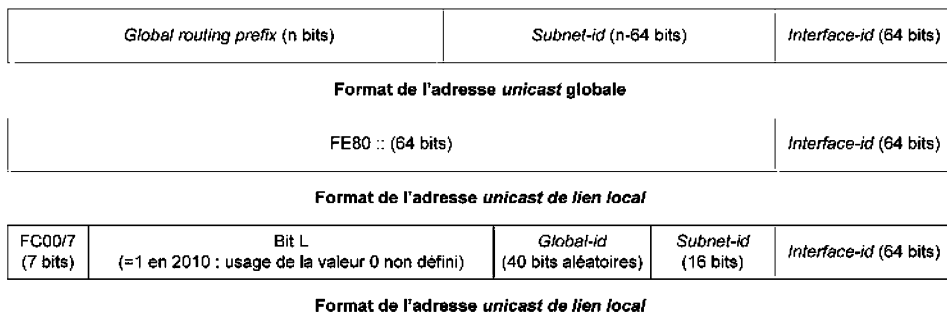 Global routing prefix (n bits) Subnet-id (n-64 bits) Interface-id (64 bits)
Format de l'adresse unicast globale
FE80 :: (64 bits) Interface-id (64 bits)
Format de l'adresse unicast de lien local
FC00/7 Bit L Global-id Subnet-id Interface-id (64 bits)
(7 bits) (=1 en 2010 : usage de la valeur 0 non défini) (40 bits aléatoires) (16 bits)
Format de l'adresse unicast de lien local